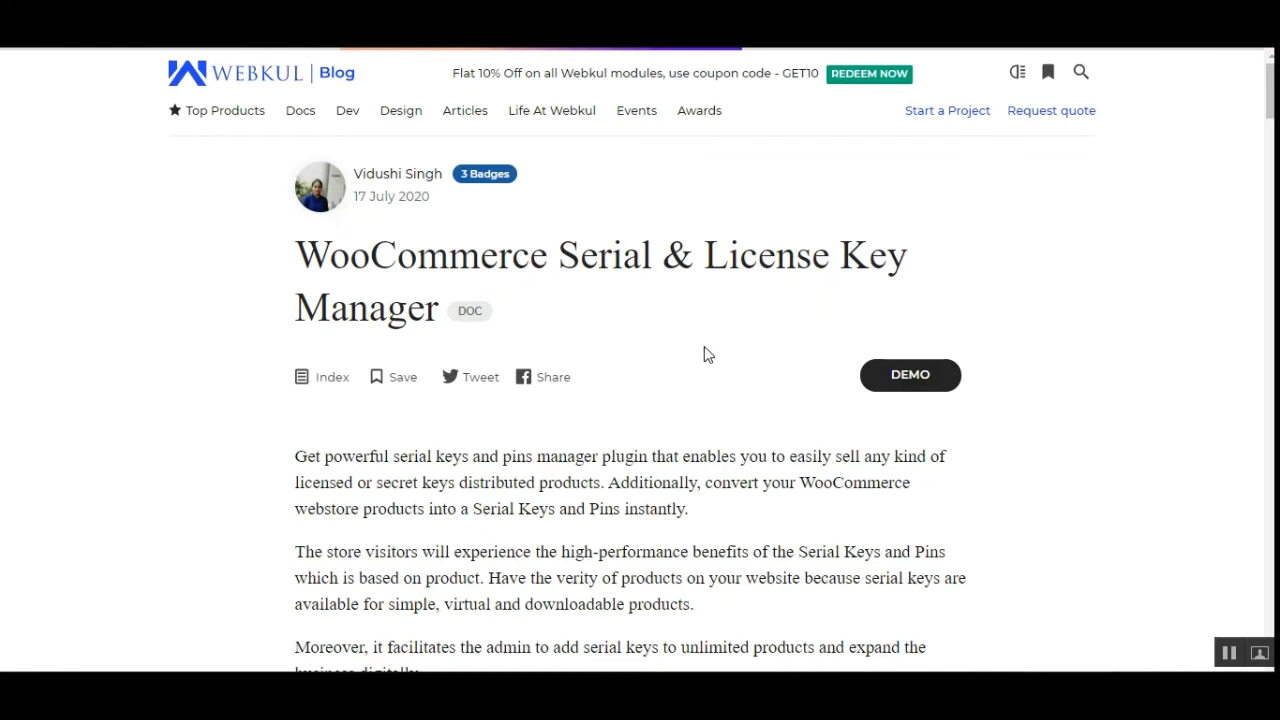 WEBKUL | Blog
Flat 10% Off on all Webkul modules, use coupon code - GET10 REDEEM NOW
Top Products Docs Dev Design Articles Life At Webkul Events Awards Start a Project Request quote
Vidushi Singh 3 Badges
17 July 2020
WooCommerce Serial & License Key
Manager DOC
Index Save Tweet Share DEMO
Get powerful serial keys and pins manager plugin that enables you to easily sell any kind of
licensed or secret keys distributed products. Additionally, convert your WooCommerce
webstore products into a Serial Keys and Pins instantly.
The store visitors will experience the high-performance benefits of the Serial Keys and Pins
which is based on product. Have the verity of products on your website because serial keys are
available for simple, virtual and downloadable products.
Moreover, it facilitates the admin to add serial keys to unlimited products and expand the
business digitally.